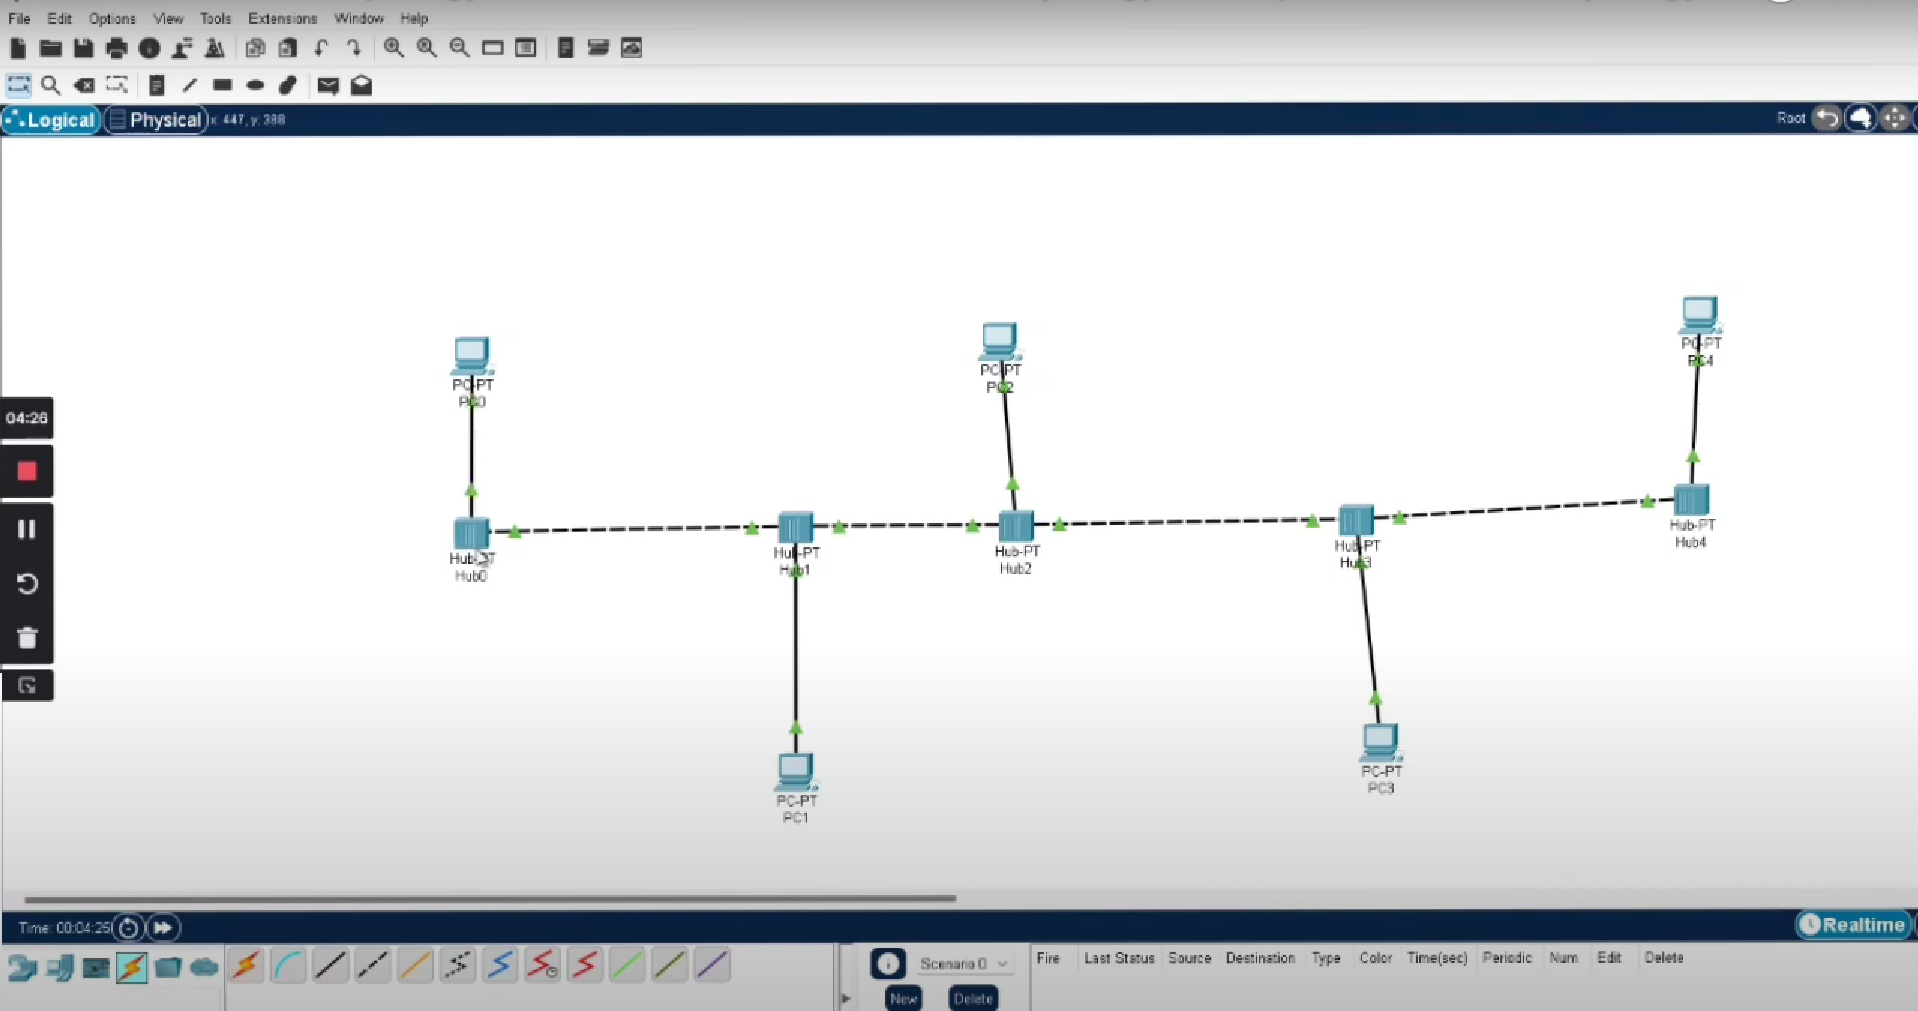 File Edit Options View Tools Extensions Window Help
Logical Physical x: 447, y: 388 Root
PC-PT
PC4
PC-PT
PC2
PC-PT
PC0
04:26
Hub-PT
Hub4
Hub-PT
Hub3
Hub-PT
Hub2
Hub-PT
Hub1
Hub-PT
Hub0
PC-PT
PC3
PC-PT
PC1
Time: 00:04:26 Realtime
Scenario 0 Fire Last Status Source Destination Type Color Time(sec) Periodic Num Edit Delete
New Delete